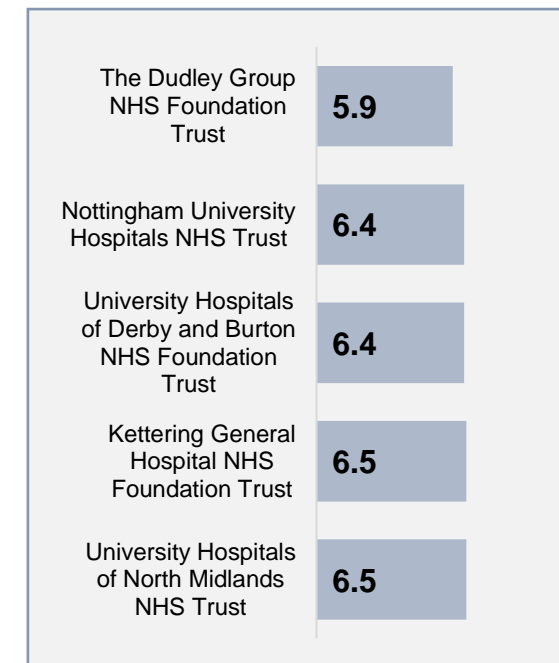 The Dudley Group
NHS Foundation
Trust
5.9
Nottingham University
Hospitals NHS Trust
6.4
University Hospitals
of Derby and Burton
NHS Foundation
Trust
6.4
Kettering General
Hospital NHS
Foundation Trust
6.5
University Hospitals
of North Midlands
NHS Trust
6.5